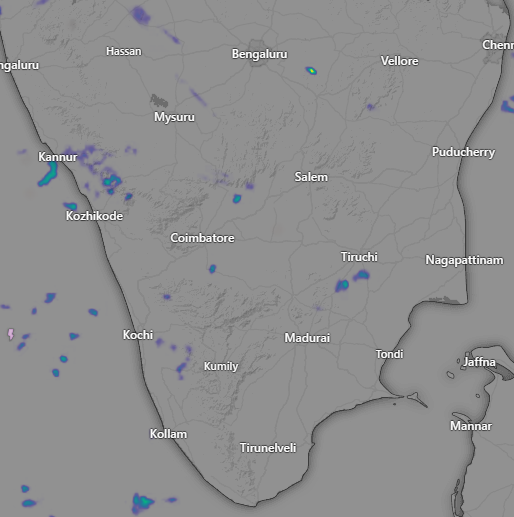 Hassan
Bengaluru
Chenn
Vellore
ngaluru
Mysuru
Kannur
Puducherry
Salem
Kozhikode
Coimbatore
Tiruchi
Nagapattinam
Kochi
Madurai
Tondi
Kumily
Jaffna
Mannar
Kollam
Tirunelveli